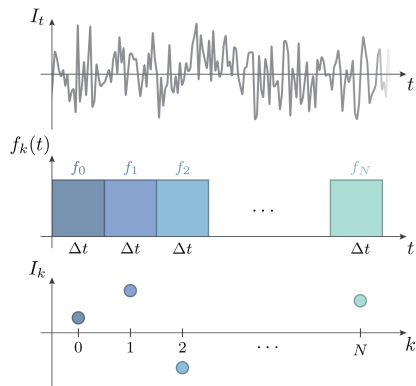 I_t
t
f_k(t)
f_0 f_1 f_2 f_N
... 
Δt Δt Δt Δt t
I_k
0 1 2 ... N k